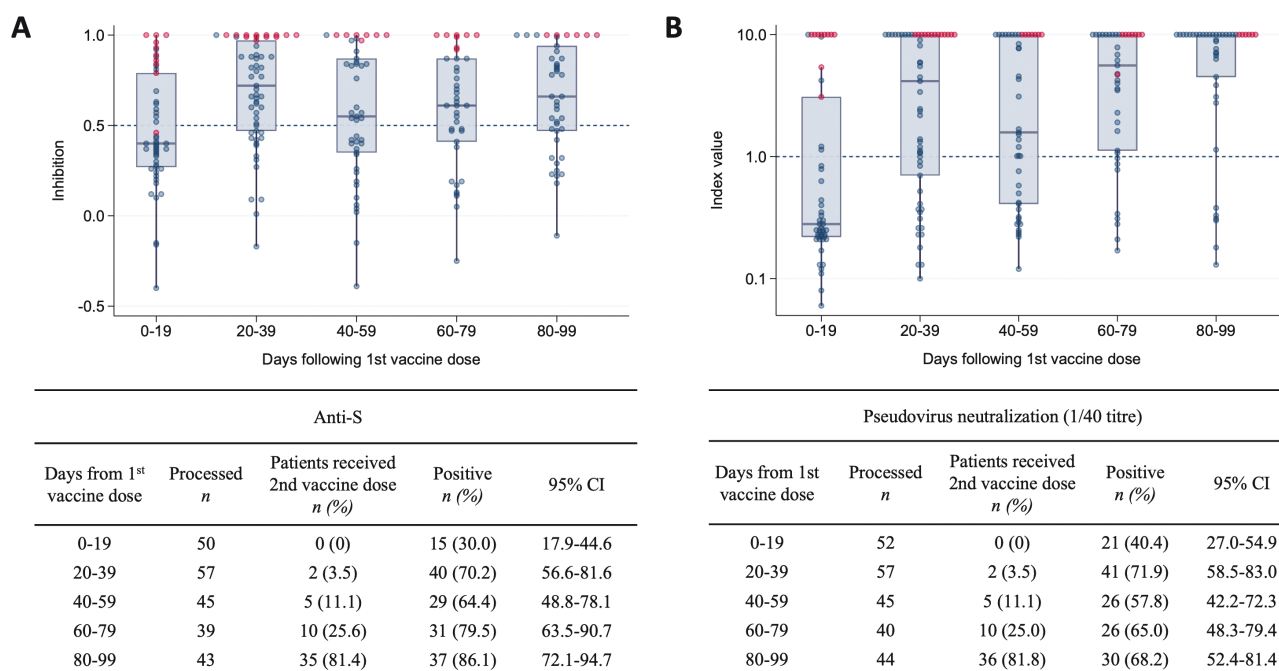 A
1.0
0.5
0.0
-0.5
Inhibition
0-19 20-39 40-59 60-79 80-99
Days following 1st vaccine dose
Anti-S
Days from 1st vaccine dose Processed n Patients received 2nd vaccine dose n (%) Positive n (%) 95% CI
0-19 50 0 (0) 15 (30.0) 17.9-44.6
20-39 57 2 (3.5) 40 (70.2) 56.6-81.6
40-59 45 5 (11.1) 29 (64.4) 48.8-78.1
60-79 39 10 (25.6) 31 (79.5) 63.5-90.7
80-99 43 35 (81.4) 37 (86.1) 72.1-94.7
B
10.0
1.0
0.1
Index value
0-19 20-39 40-59 60-79 80-99
Days following 1st vaccine dose
Pseudovirus neutralization (1/40 titre)
Days from 1st vaccine dose Processed n Patients received 2nd vaccine dose n (%) Positive n (%) 95% CI
0-19 52 0 (0) 21 (40.4) 27.0-54.9
20-39 57 2 (3.5) 41 (71.9) 58.5-83.0
40-59 45 5 (11.1) 26 (57.8) 42.2-72.3
60-79 40 10 (25.0) 26 (65.0) 48.3-79.4
80-99 44 36 (81.8) 30 (68.2) 52.4-81.4